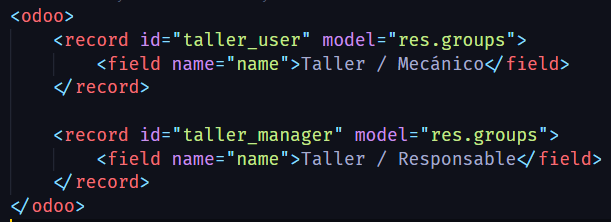 <odoo>
<record id="taller_user" model="res.groups">
<field name="name">Taller / Mecánico</field>
</record>
<record id="taller_manager" model="res.groups">
<field name="name">Taller / Responsable</field>
</record>
</odoo>